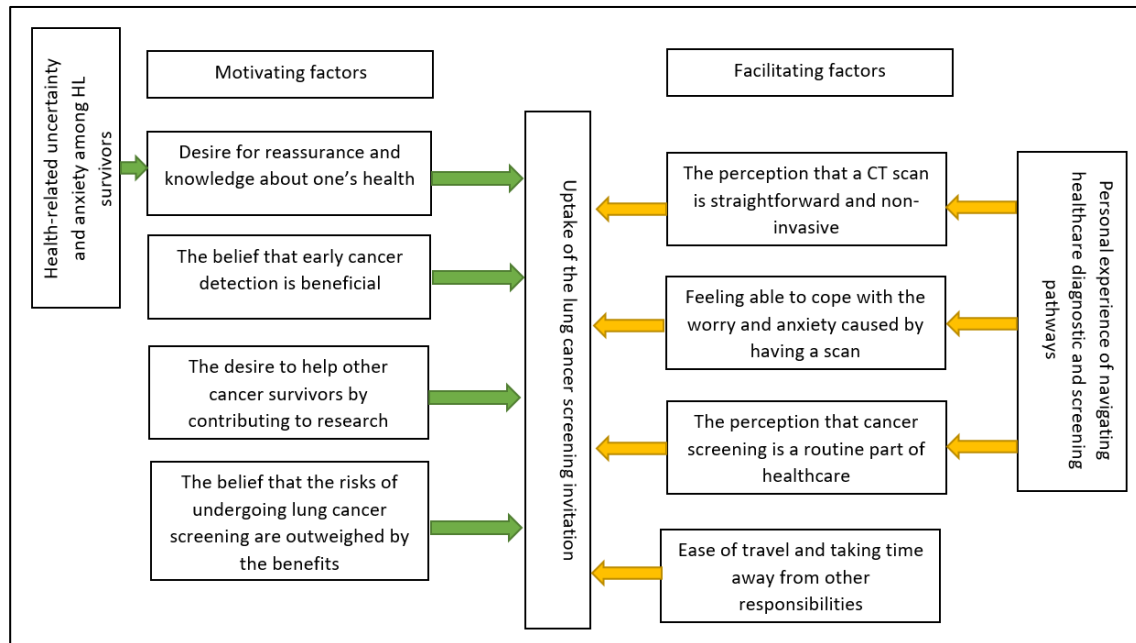 Health-related uncertainty
and anxiety among HL
survivors
Motivating factors
Desire for reassurance and
knowledge about one’s health
The belief that early cancer
detection is beneficial
The desire to help other
cancer survivors by
contributing to research
The belief that the risks of
undergoing lung cancer
screening are outweighed by
the benefits
Uptake of the lung cancer screening invitation
Facilitating factors
The perception that a CT scan
is straightforward and non-
invasive
Feeling able to cope with the
worry and anxiety caused by
having a scan
The perception that cancer
screening is a routine part of
healthcare
Ease of travel and taking time
away from other
responsibilities
Personal experience of navigating
healthcare diagnostic and screening
pathways